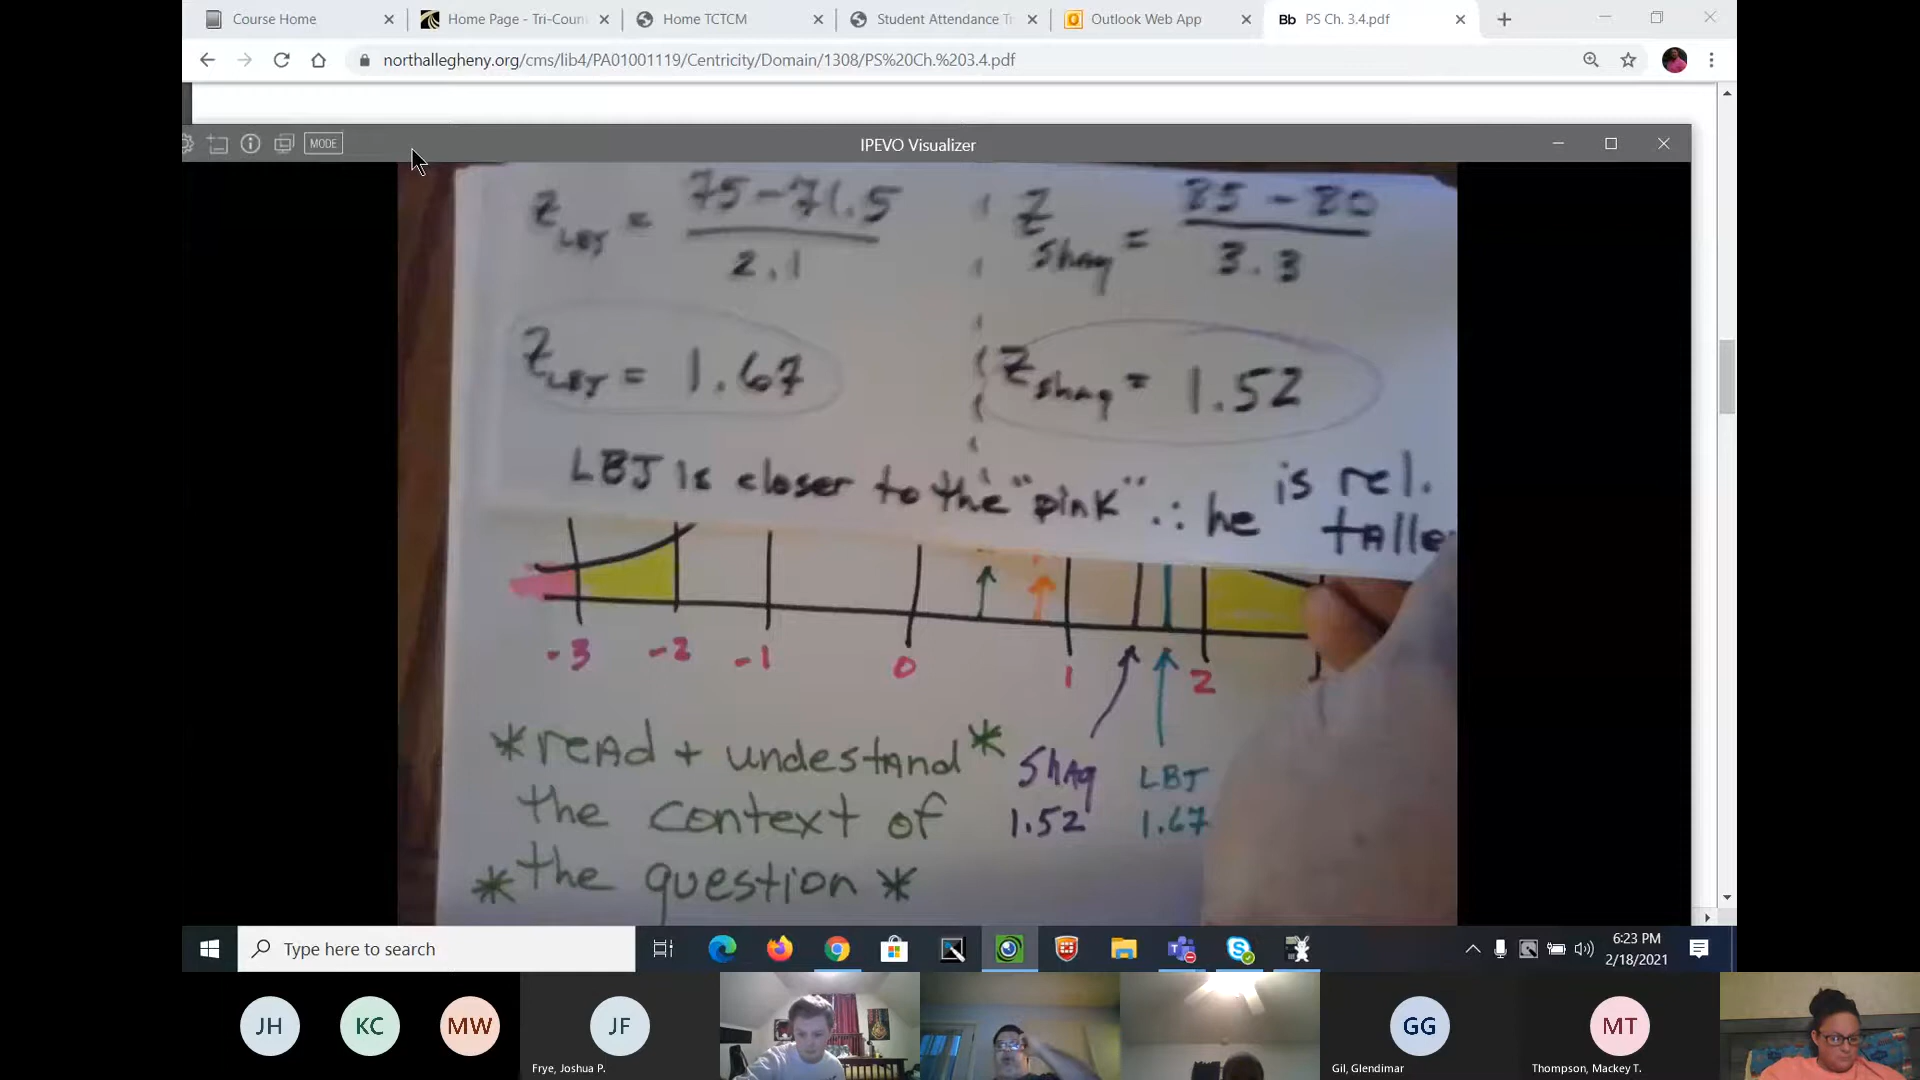 Course Home
Home Page - Tri-Coun
Home TCTCM
Student Attendance Tr
Outlook Web App
Bb PS Ch. 3.4.pdf
northallegheny.org/cms/lib4/PA01001119/Centricity/Domain/1308/PS%20Ch.%203.4.pdf
MODE
IPEVO Visualizer
Z LBJ = 75-71.5 / 2.1
Z Shaq = 85-80 / 3.3
Z LBJ = 1.67
Z Shaq = 1.52
LBJ is closer to the "pink" ∴ he is rel.
talle
-3 -2 -1 0 1 2
*reAd + undestand*
the context of
*the question *
ShAq
1.52
LBJ
1.67
Type here to search
6:23 PM
2/18/2021
JH
KC
MW
JF
Frye, Joshua P.
GG
Gil, Glendimar
MT
Thompson, Mackey T.